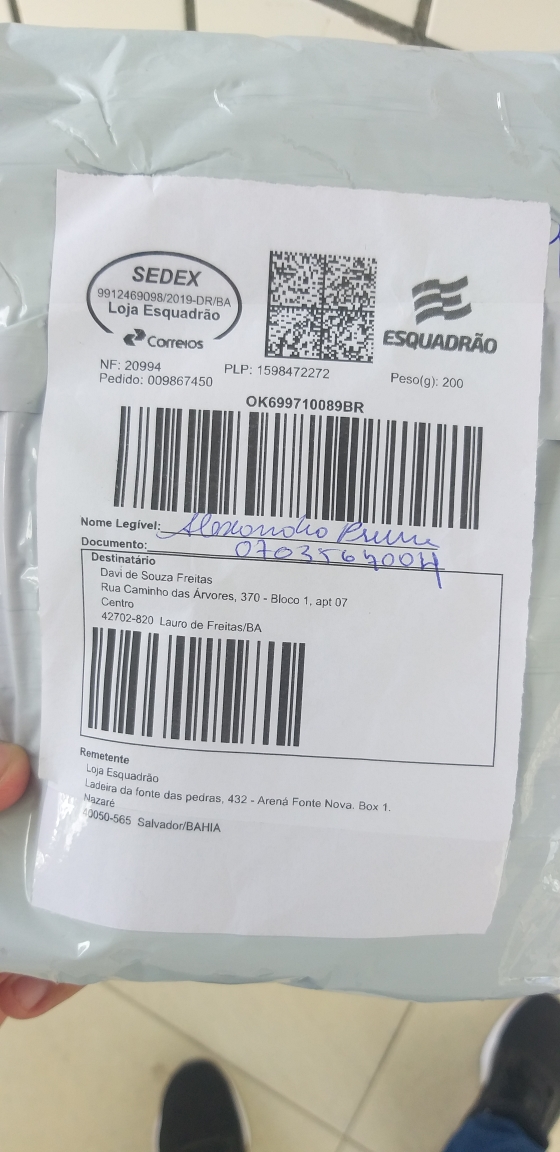 SEDEX
9912469098/2019-DR/BA
Loja Esquadrão
Correios
ESQUADRÃO
NF: 20994
PLP: 1598472272
Peso(g): 200
Pedido: 009867450
OK699710089BR
Nome Legível:
Documento:
Destinatário
Davi de Souza Freitas
Rua Caminho das Árvores, 370 - Bloco 1, apt 07
Centro
42702-820 Lauro de Freitas/BA
Remetente
Loja Esquadrão
Ladeira da fonte das pedras, 432 - Arena Fonte Nova. Box 1.
Nazaré
40050-565 Salvador/BAHIA